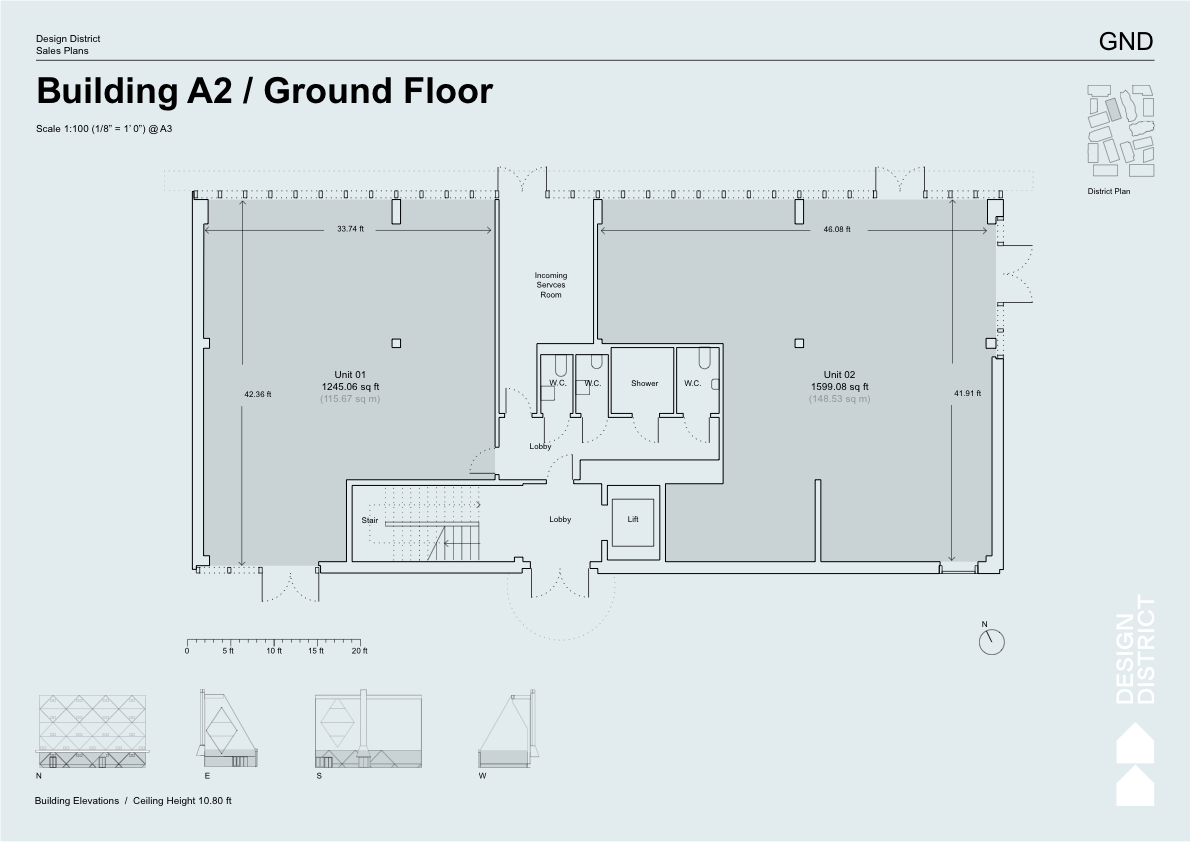 Design District
Sales Plans
GND
Building A2 / Ground Floor
Scale 1:100 (1/8” = 1’ 0”) @ A3
District Plan
33.74 ft
46.08 ft
Incoming
Servces
Room
Unit 01
1245.06 sq ft
(115.67 sq m)
42.36 ft
W.C.
W.C.
Shower
W.C.
Unit 02
1599.08 sq ft
(148.53 sq m)
41.91 ft
Lobby
Stair
Lobby
Lift
0
5 ft
10 ft
15 ft
20 ft
N
DESIGN
DISTRICT
N
E
S
W
Building Elevations / Ceiling Height 10.80 ft